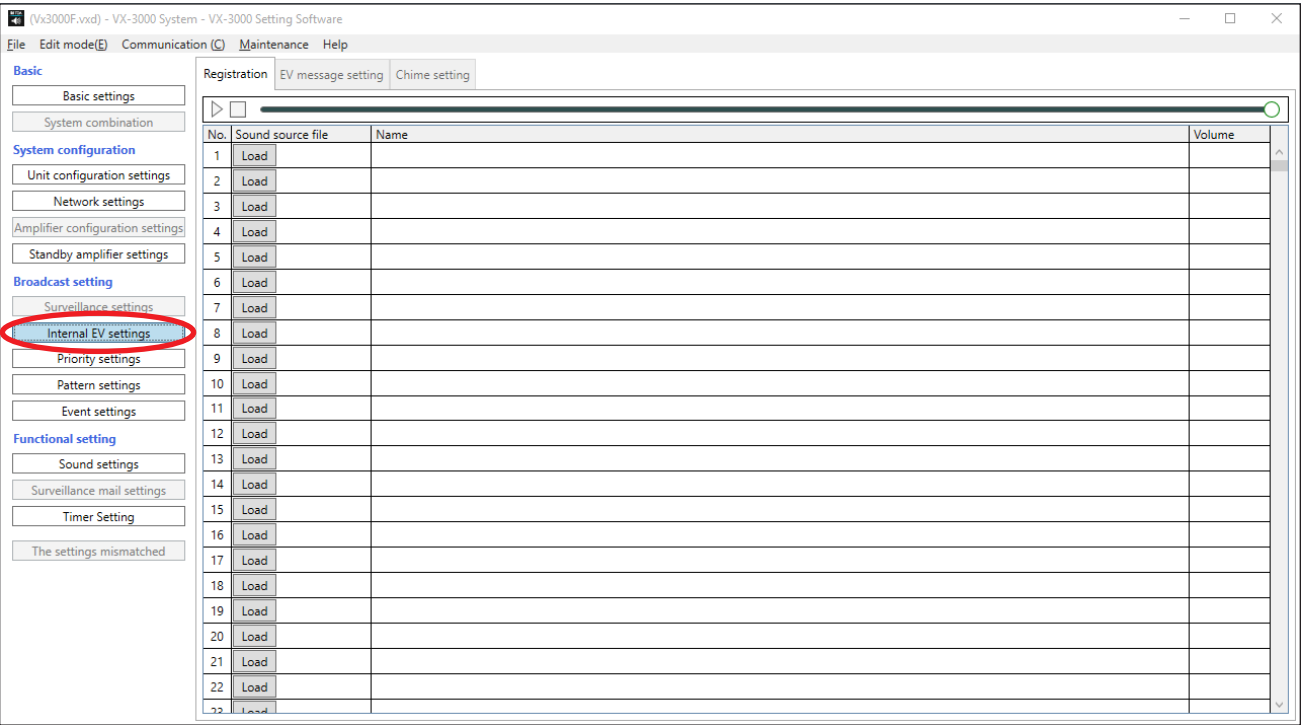 (Vx3000F.vxd) - VX-3000 System - VX-3000 Setting Software
File Edit mode(E) Communication (C) Maintenance Help
Basic
Basic settings
System combination
System configuration
Unit configuration settings
Network settings
Amplifier configuration settings
Standby amplifier settings
Broadcast setting
Surveillance settings
Internal EV settings
Priority settings
Pattern settings
Event settings
Functional setting
Sound settings
Surveillance mail settings
Timer Setting
The settings mismatched
Registration EV message setting Chime setting
No. Sound source file Name Volume
1 Load
2 Load
3 Load
4 Load
5 Load
6 Load
7 Load
8 Load
9 Load
10 Load
11 Load
12 Load
13 Load
14 Load
15 Load
16 Load
17 Load
18 Load
19 Load
20 Load
21 Load
22 Load
23 Load